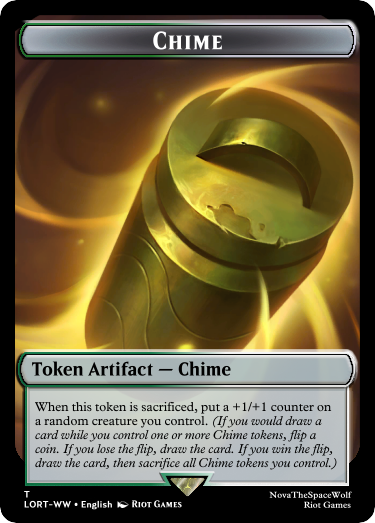 CHIME
Token Artifact — Chime
When this token is sacrificed, put a +1/+1 counter on
a random creature you control. (If you would draw a
card while you control one or more Chime tokens, flip a
coin. If you lose the flip, draw the card. If you win the flip,
draw the card, then sacrifice all Chime tokens you control.)
T
LORT-WW • English RIOT GAMES
NovaTheSpaceWolf
Riot Games